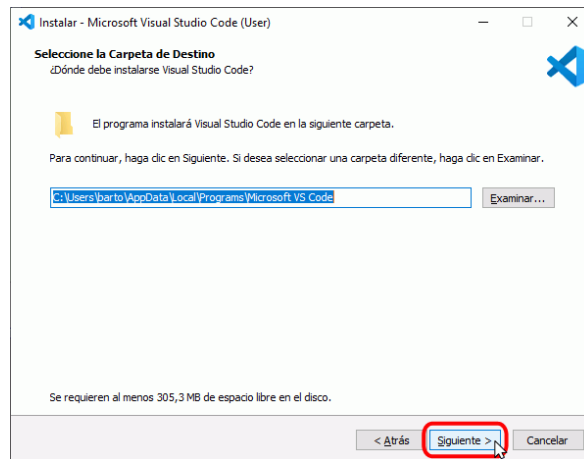 Instalar - Microsoft Visual Studio Code (User)
Seleccione la Carpeta de Destino
¿Dónde debe instalarse Visual Studio Code?
El programa instalará Visual Studio Code en la siguiente carpeta.
Para continuar, haga clic en Siguiente. Si desea seleccionar una carpeta diferente, haga clic en Examinar.
C:\Users\barto\AppData\Local\Programs\Microsoft VS Code
Examinar...
Se requieren al menos 305,3 MB de espacio libre en el disco.
< Atrás Siguiente > Cancelar